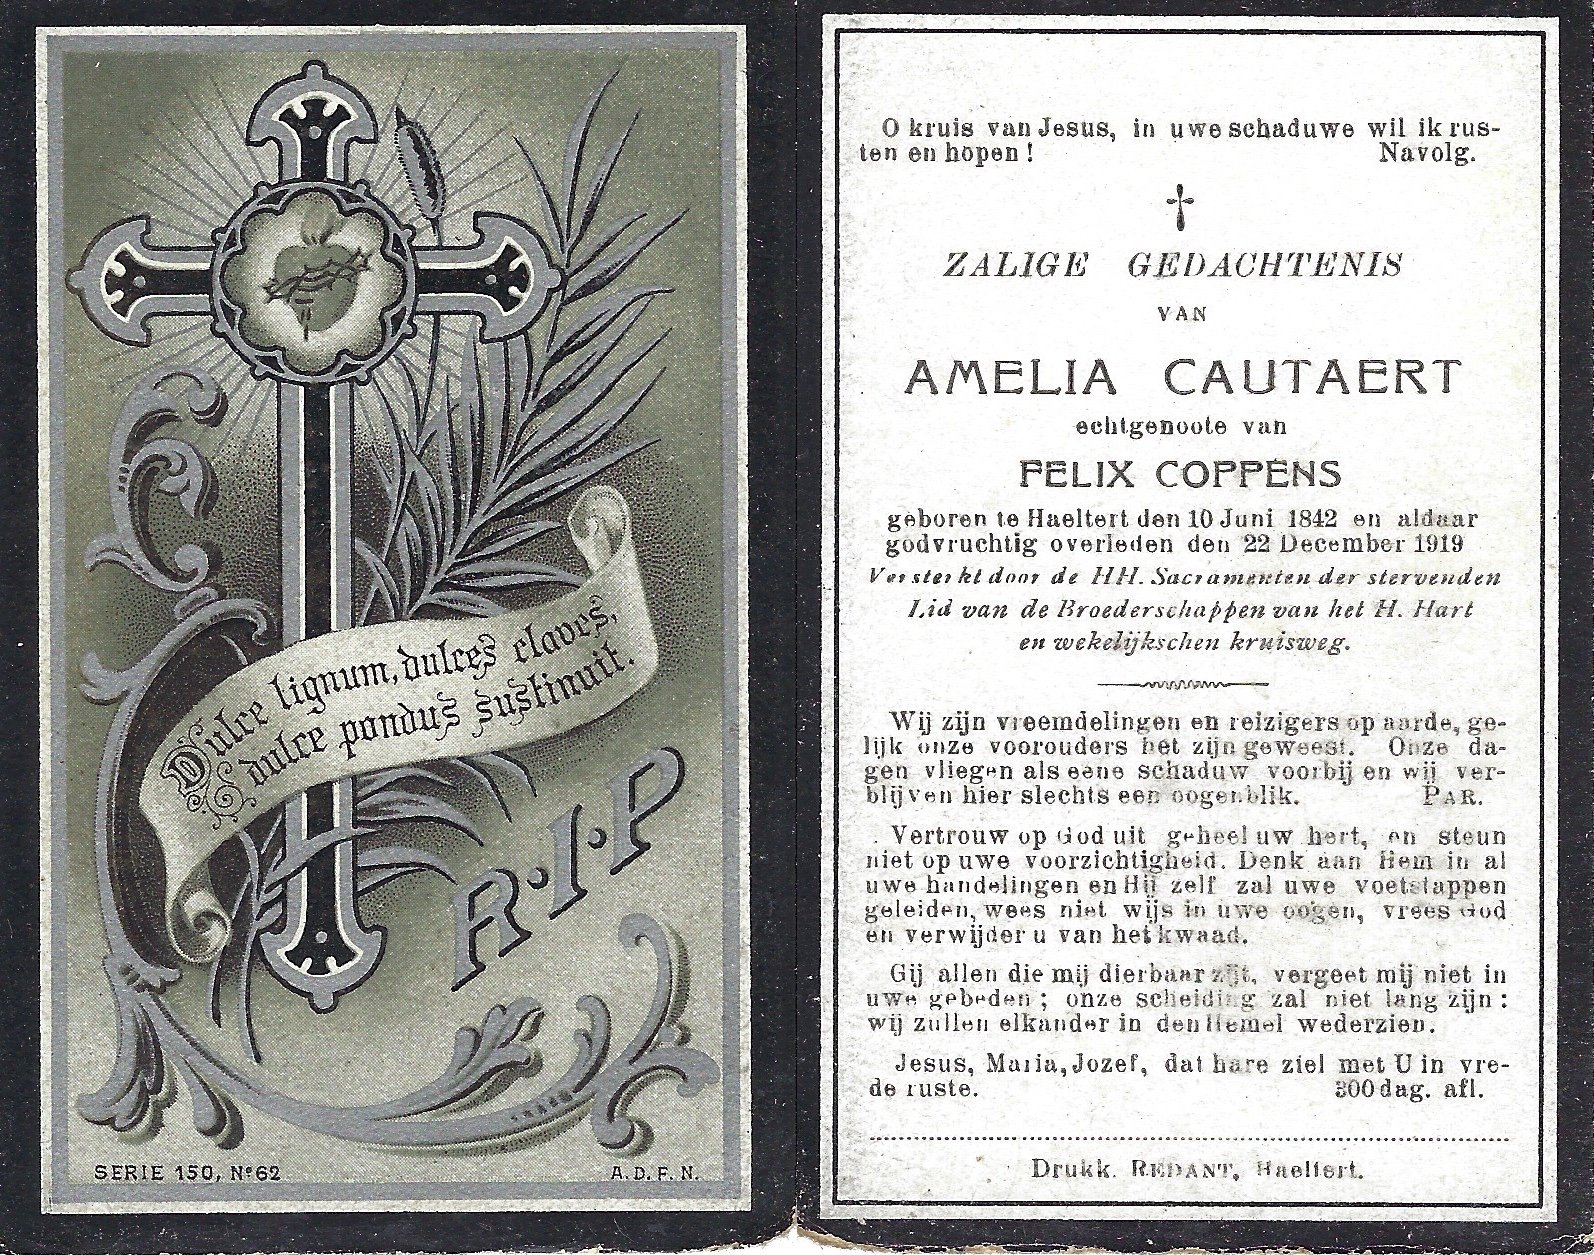 Dulce lignum, dulces clavos,
dulce pondus sustinuit.
R·I·P
SERIE 150, No 62
A.D.F.N.
O kruis van Jesus, in uwe schaduwe wil ik rus-
ten en hopen! Navolg.
†
ZALIGE GEDACHTENIS
VAN
AMELIA CAUTAERT
echtgenoote van
FELIX COPPENS
geboren te Haeltert den 10 Juni 1842 en aldaar
godvruchtig overleden den 22 December 1919
Versterkt door de HH. Sacramenten der stervenden
Lid van de Broederschappen van het H. Hart
en wekelijkschen kruisweg.
Wij zijn vreemdelingen en reizigers op aarde, ge-
lijk onze voorouders het zijn geweest. Onze da-
gen vliegen als eene schaduw voorbij en wij ver-
blijven hier slechts een oogenblik. PAR.
Vertrouw op God uit geheel uw hert, en steun
niet op uwe voorzichtigheid. Denk aan Hem in al
uwe handelingen en Hij zelf zal uwe voetstappen
geleiden, wees niet wijs in uwe oogen, vrees God
en verwijder u van het kwaad.
Gij allen die mij dierbaar zijt, vergeet mij niet in
uwe gebeden; onze scheiding zal niet lang zijn:
wij zullen elkander in den Hemel wederzien.
Jesus, Maria, Jozef, dat hare ziel met U in vre-
de ruste. 300 dag. afl.
Drukk. REDANT, Haeltert.